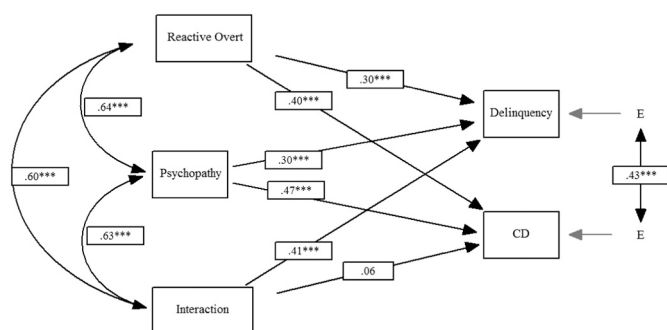 Reactive Overt
.30***
.64***
.40***
Delinquency
E
.30***
.60***
Psychopathy
.43***
.47***
.63***
CD
E
.41***
.06
Interaction